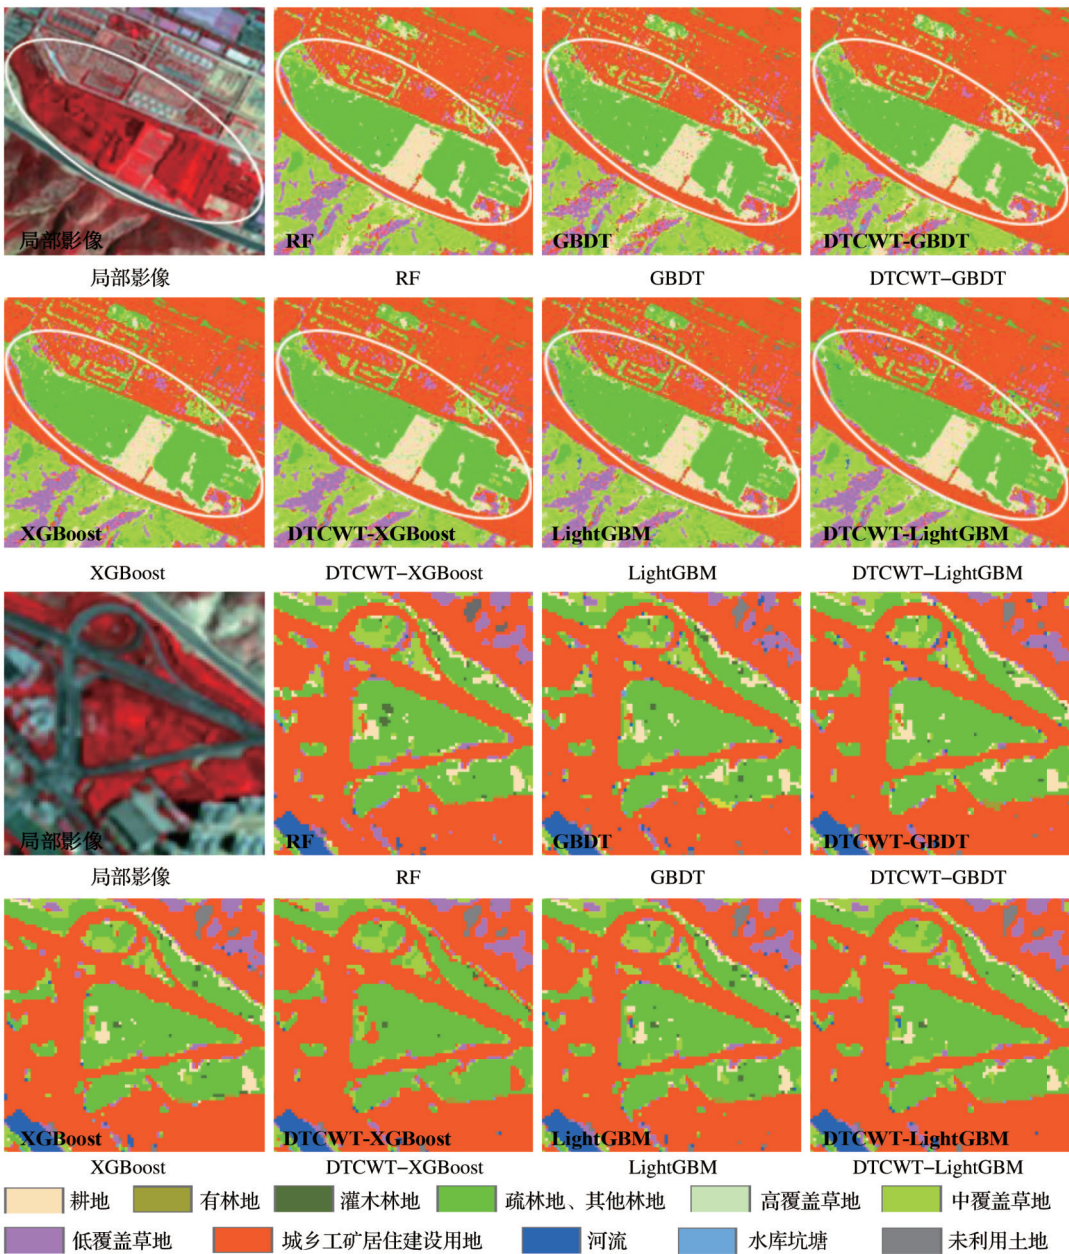 局部影像 RF GBDT DTCWT-GBDT
局部影像 RF GBDT DTCWT–GBDT
XGBoost DTCWT-XGBoost LightGBM DTCWT-LightGBM
XGBoost DTCWT–XGBoost LightGBM DTCWT–LightGBM
局部影像 RF GBDT DTCWT-GBDT
局部影像 RF GBDT DTCWT–GBDT
XGBoost DTCWT-XGBoost LightGBM DTCWT-LightGBM
XGBoost DTCWT–XGBoost LightGBM DTCWT–LightGBM
耕地 有林地 灌木林地 疏林地、其他林地 高覆盖草地 中覆盖草地
低覆盖草地 城乡工矿居住建设用地 河流 水库坑塘 未利用土地